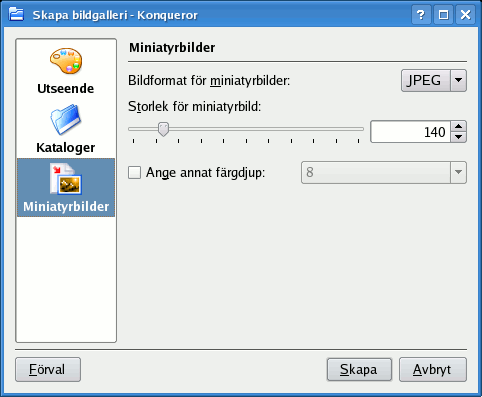 Skapa bildgalleri - Konqueror
Utseende
Kataloger
Miniatyrbilder
Miniatyrbilder
Bildformat för miniatyrbilder: JPEG
Storlek för miniatyrbild:
140
Ange annat färgdjup: 8
Förval Skapa Avbryt